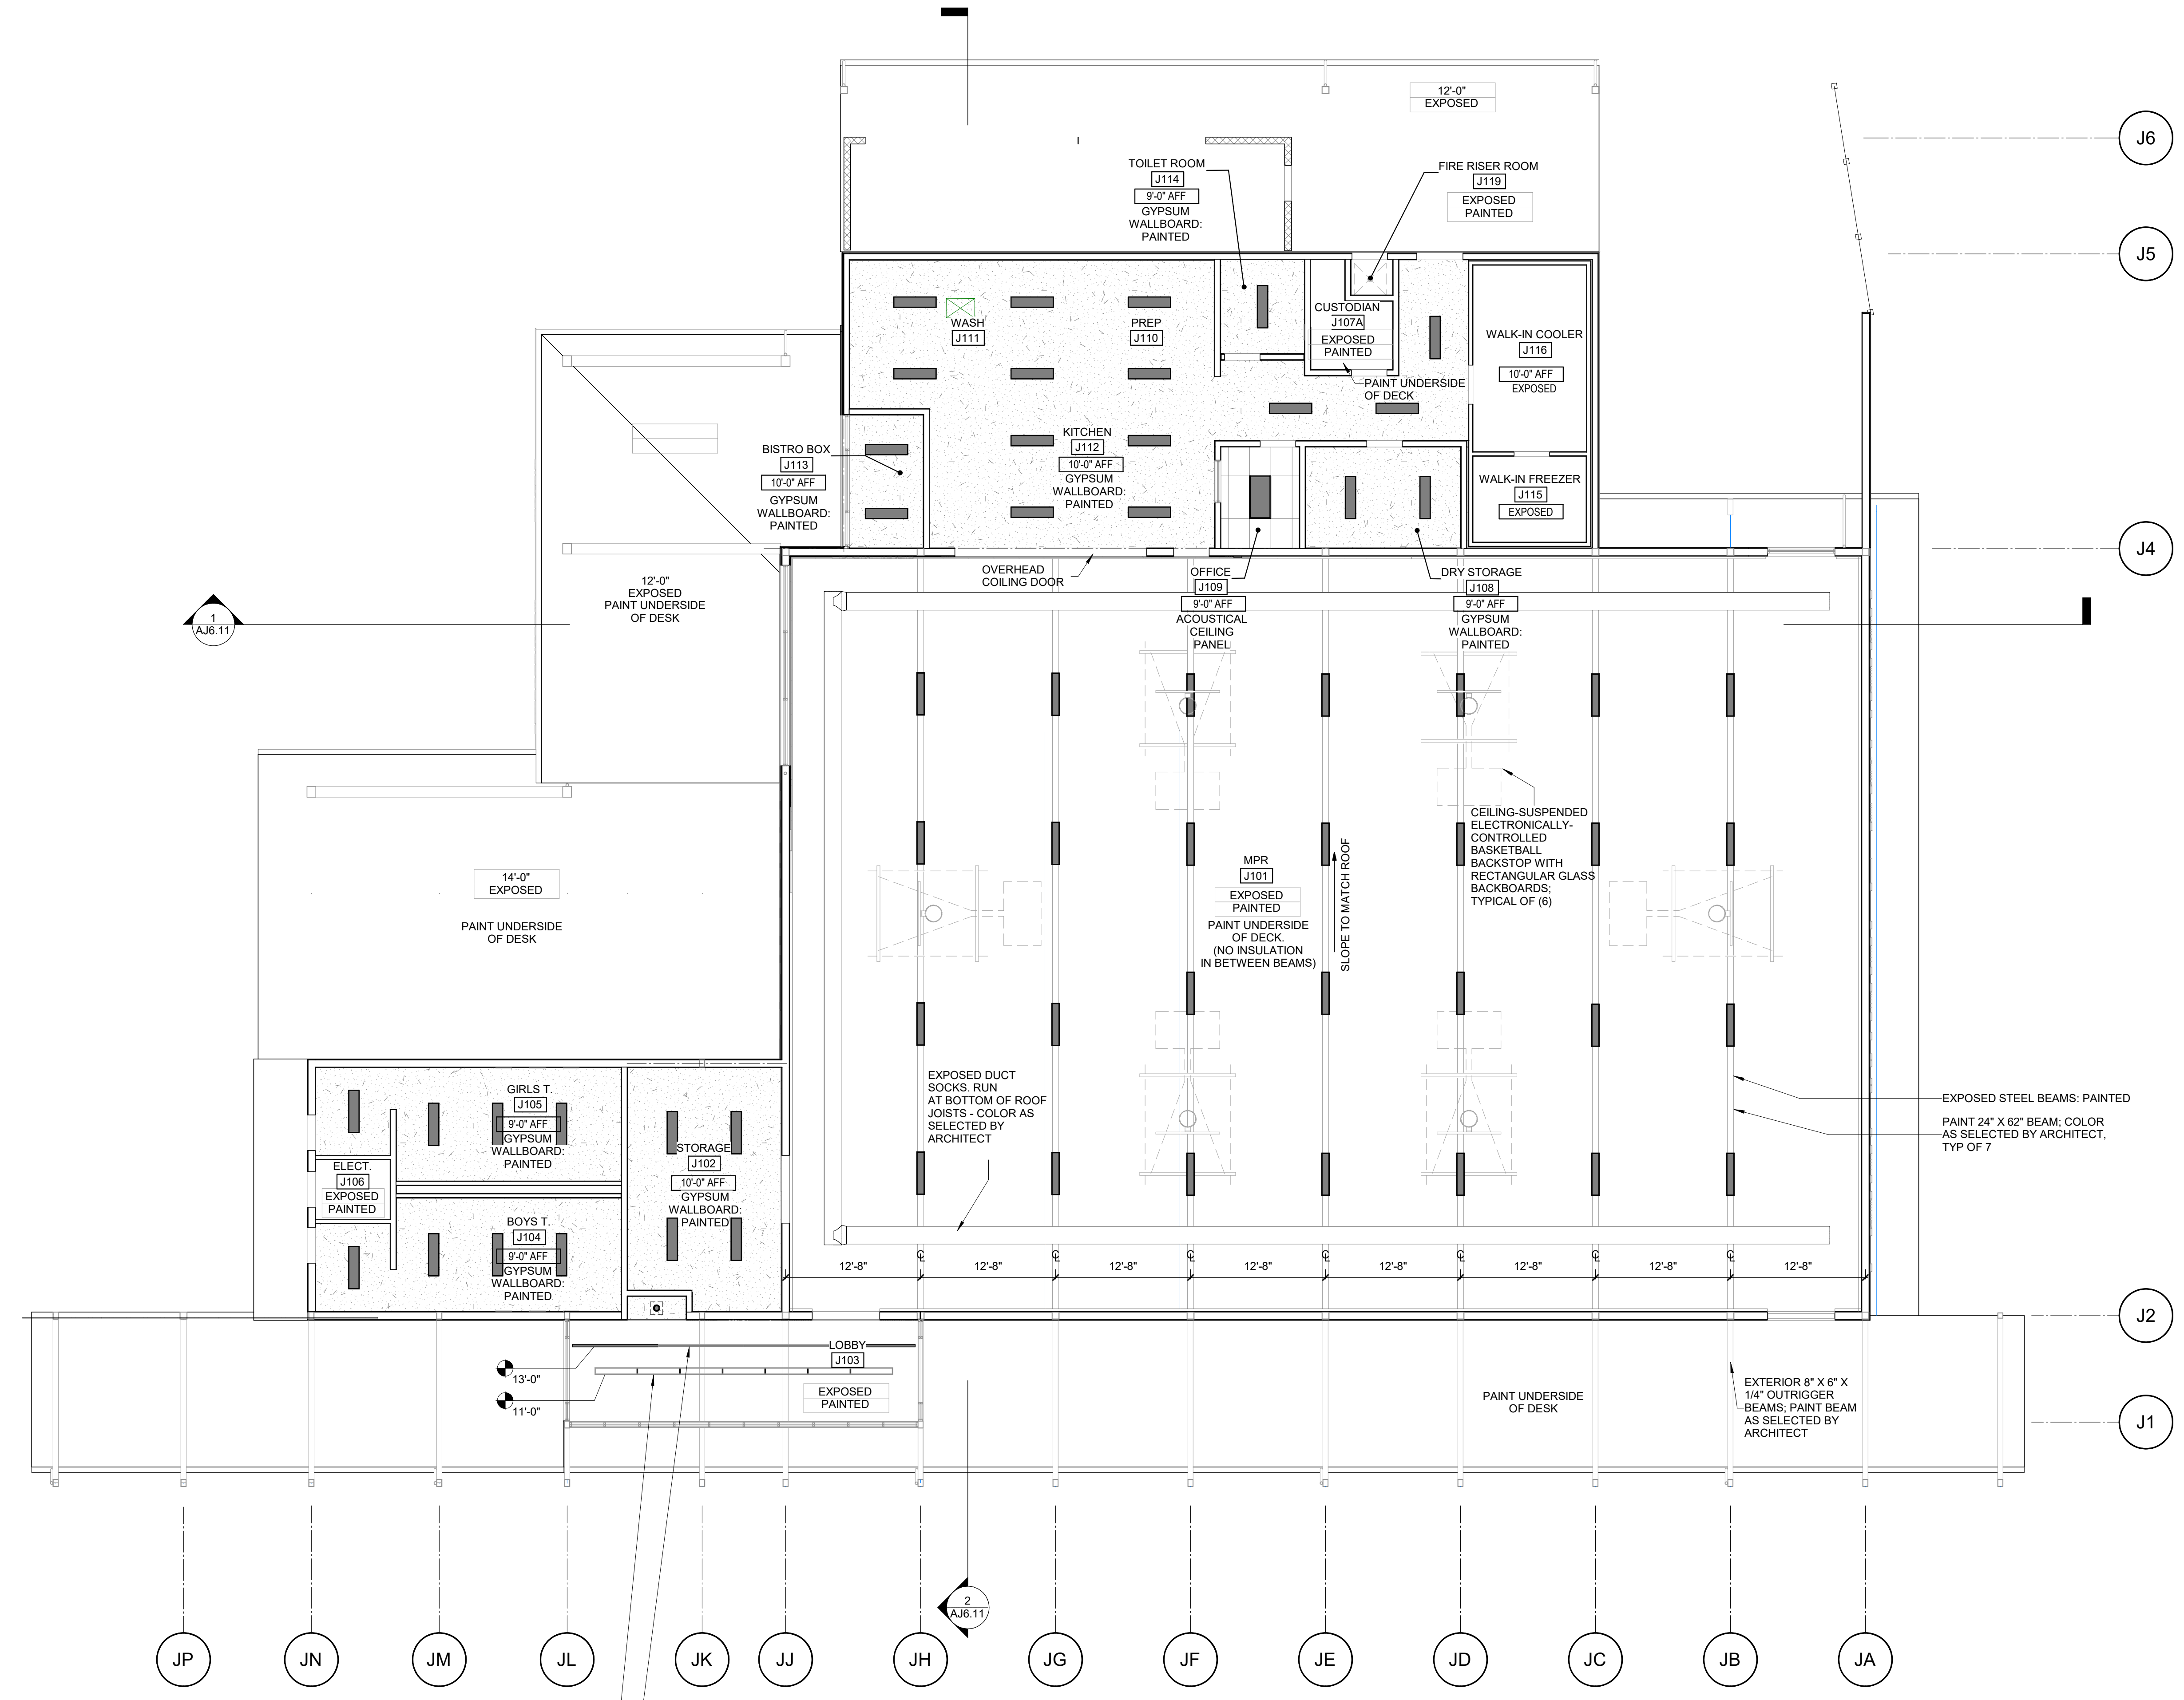 12'-0"
EXPOSED
J6
TOILET ROOM
J114
9'-0" AFF
GYPSUM
WALLBOARD:
PAINTED
FIRE RISER ROOM
J119
EXPOSED
PAINTED
J5
WASH
J111
PREP
J110
CUSTODIAN
J107A
EXPOSED
PAINTED
PAINT UNDERSIDE
OF DECK
WALK-IN COOLER
J116
10'-0" AFF
EXPOSED
BISTRO BOX
J113
10'-0" AFF
GYPSUM
WALLBOARD:
PAINTED
KITCHEN
J112
10'-0" AFF
GYPSUM
WALLBOARD:
PAINTED
WALK-IN FREEZER
J115
EXPOSED
J4
12'-0"
EXPOSED
PAINT UNDERSIDE
OF DESK
OVERHEAD
COILING DOOR
OFFICE
J109
9'-0" AFF
ACOUSTICAL
CEILING
PANEL
DRY STORAGE
J108
9'-0" AFF
GYPSUM
WALLBOARD:
PAINTED
1
AJ6.11
CEILING-SUSPENDED
ELECTRONICALLY-
CONTROLLED
BASKETBALL
BACKSTOP WITH
RECTANGULAR GLASS
BACKBOARDS;
TYPICAL OF (6)
14'-0"
EXPOSED
PAINT UNDERSIDE
OF DESK
MPR
J101
EXPOSED
PAINTED
PAINT UNDERSIDE
OF DECK.
(NO INSULATION
IN BETWEEN BEAMS)
SLOPE TO MATCH ROOF
GIRLS T.
J105
9'-0" AFF
GYPSUM
WALLBOARD:
PAINTED
ELECT.
J106
EXPOSED
PAINTED
STORAGE
J102
10'-0" AFF
GYPSUM
WALLBOARD:
PAINTED
BOYS T.
J104
9'-0" AFF
GYPSUM
WALLBOARD:
PAINTED
EXPOSED DUCT
SOCKS. RUN
AT BOTTOM OF ROOF
JOISTS - COLOR AS
SELECTED BY
ARCHITECT
EXPOSED STEEL BEAMS: PAINTED
PAINT 24" X 62" BEAM; COLOR
AS SELECTED BY ARCHITECT,
TYP OF 7
℄ ℄ ℄ ℄ ℄ ℄ ℄
12'-8" 12'-8" 12'-8" 12'-8" 12'-8" 12'-8" 12'-8" 12'-8"
J2
LOBBY
J103
EXPOSED
PAINTED
13'-0"
11'-0"
PAINT UNDERSIDE
OF DESK
EXTERIOR 8" X 6" X
1/4" OUTRIGGER
BEAMS; PAINT BEAM
AS SELECTED BY
ARCHITECT
J1
2
AJ6.11
JP JN JM JL JK JJ JH JG JF JE JD JC JB JA